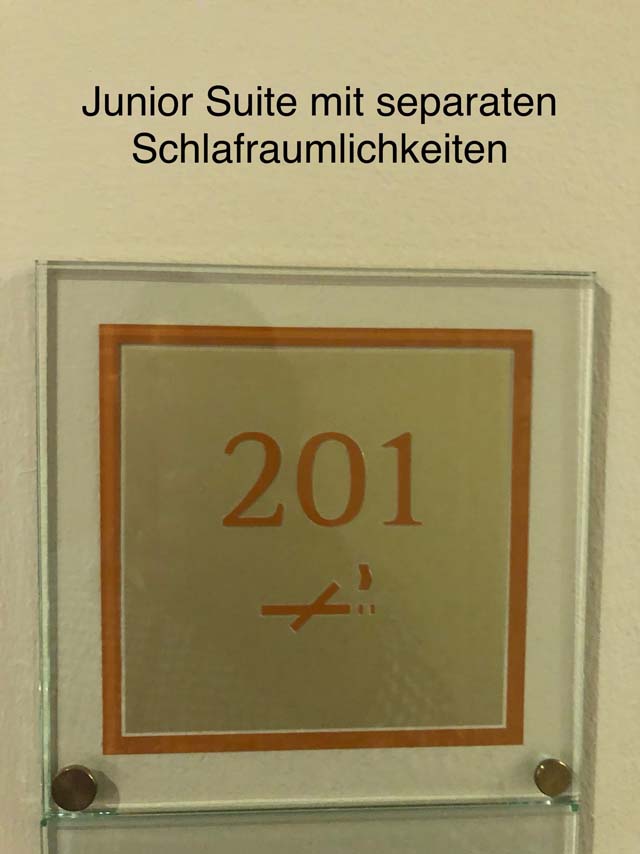 Junior Suite mit separaten
Schlafraumlichkeiten
201